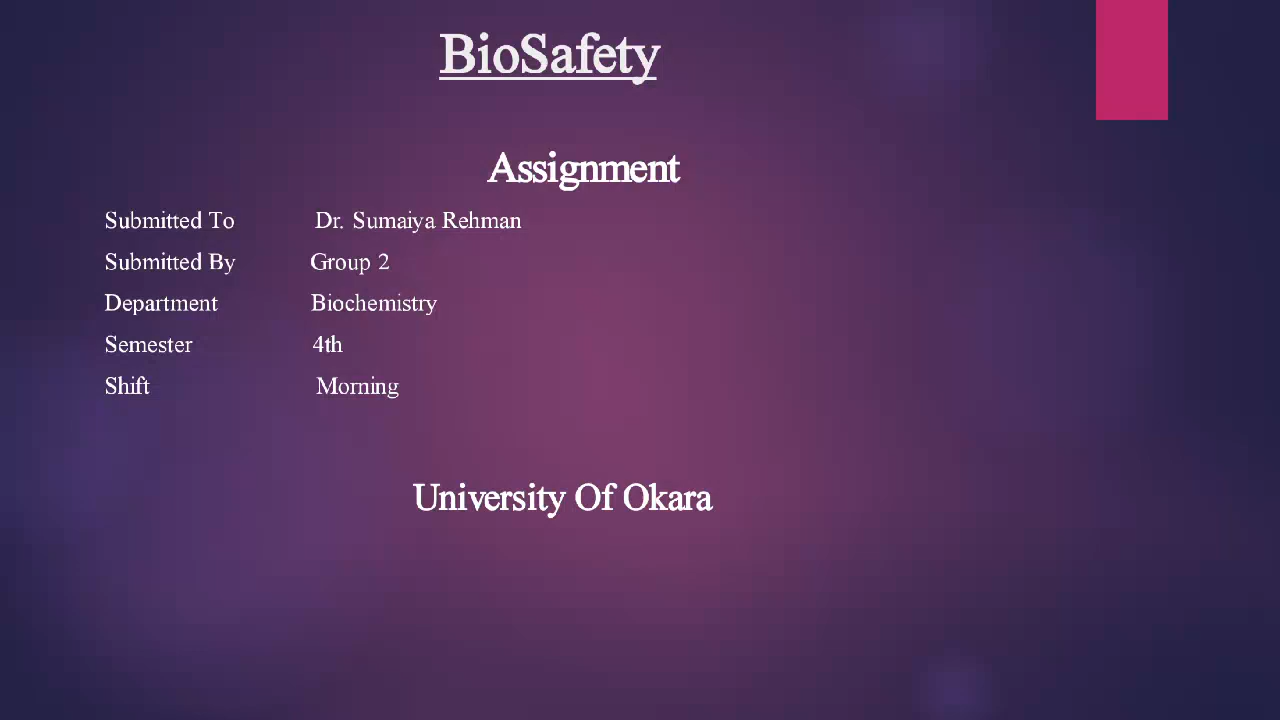 BioSafety
Assignment
Submitted To Dr. Sumaiya Rehman
Submitted By Group 2
Department Biochemistry
Semester 4th
Shift Morning
University Of Okara